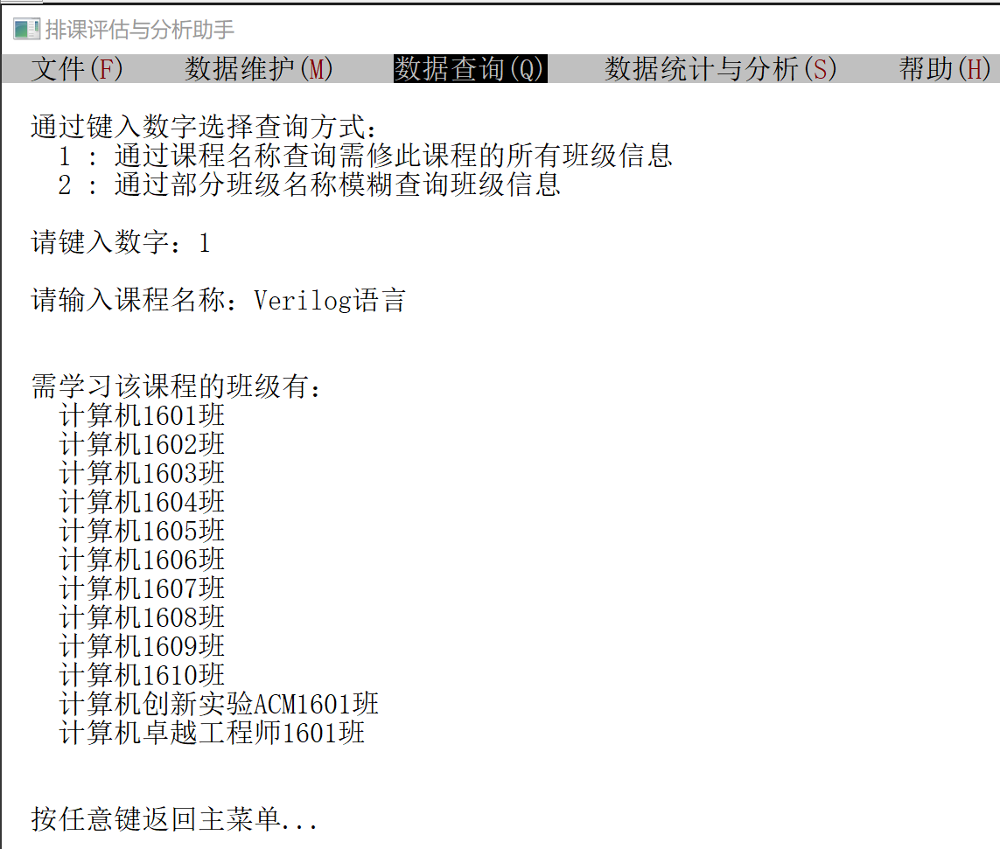 排课评估与分析助手
文件(F) 数据维护(M) 数据查询(Q) 数据统计与分析(S) 帮助(H)
通过键入数字选择查询方式：
1 : 通过课程名称查询需修此课程的所有班级信息
2 : 通过部分班级名称模糊查询班级信息
请键入数字：1
请输入课程名称：Verilog语言
需学习该课程的班级有：
计算机1601班
计算机1602班
计算机1603班
计算机1604班
计算机1605班
计算机1606班
计算机1607班
计算机1608班
计算机1609班
计算机1610班
计算机创新实验ACM1601班
计算机卓越工程师1601班
按任意键返回主菜单...